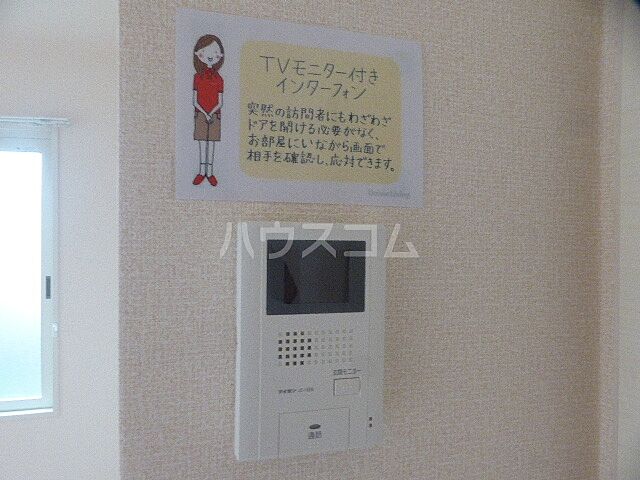 TVモニター付き
インターフォン
突然の訪問者にもわざわざ
ドアを開ける必要がなく、
お部屋にいながら画面で
相手を確認し、応対できます。
ハウスコム
玄関モニター
通話